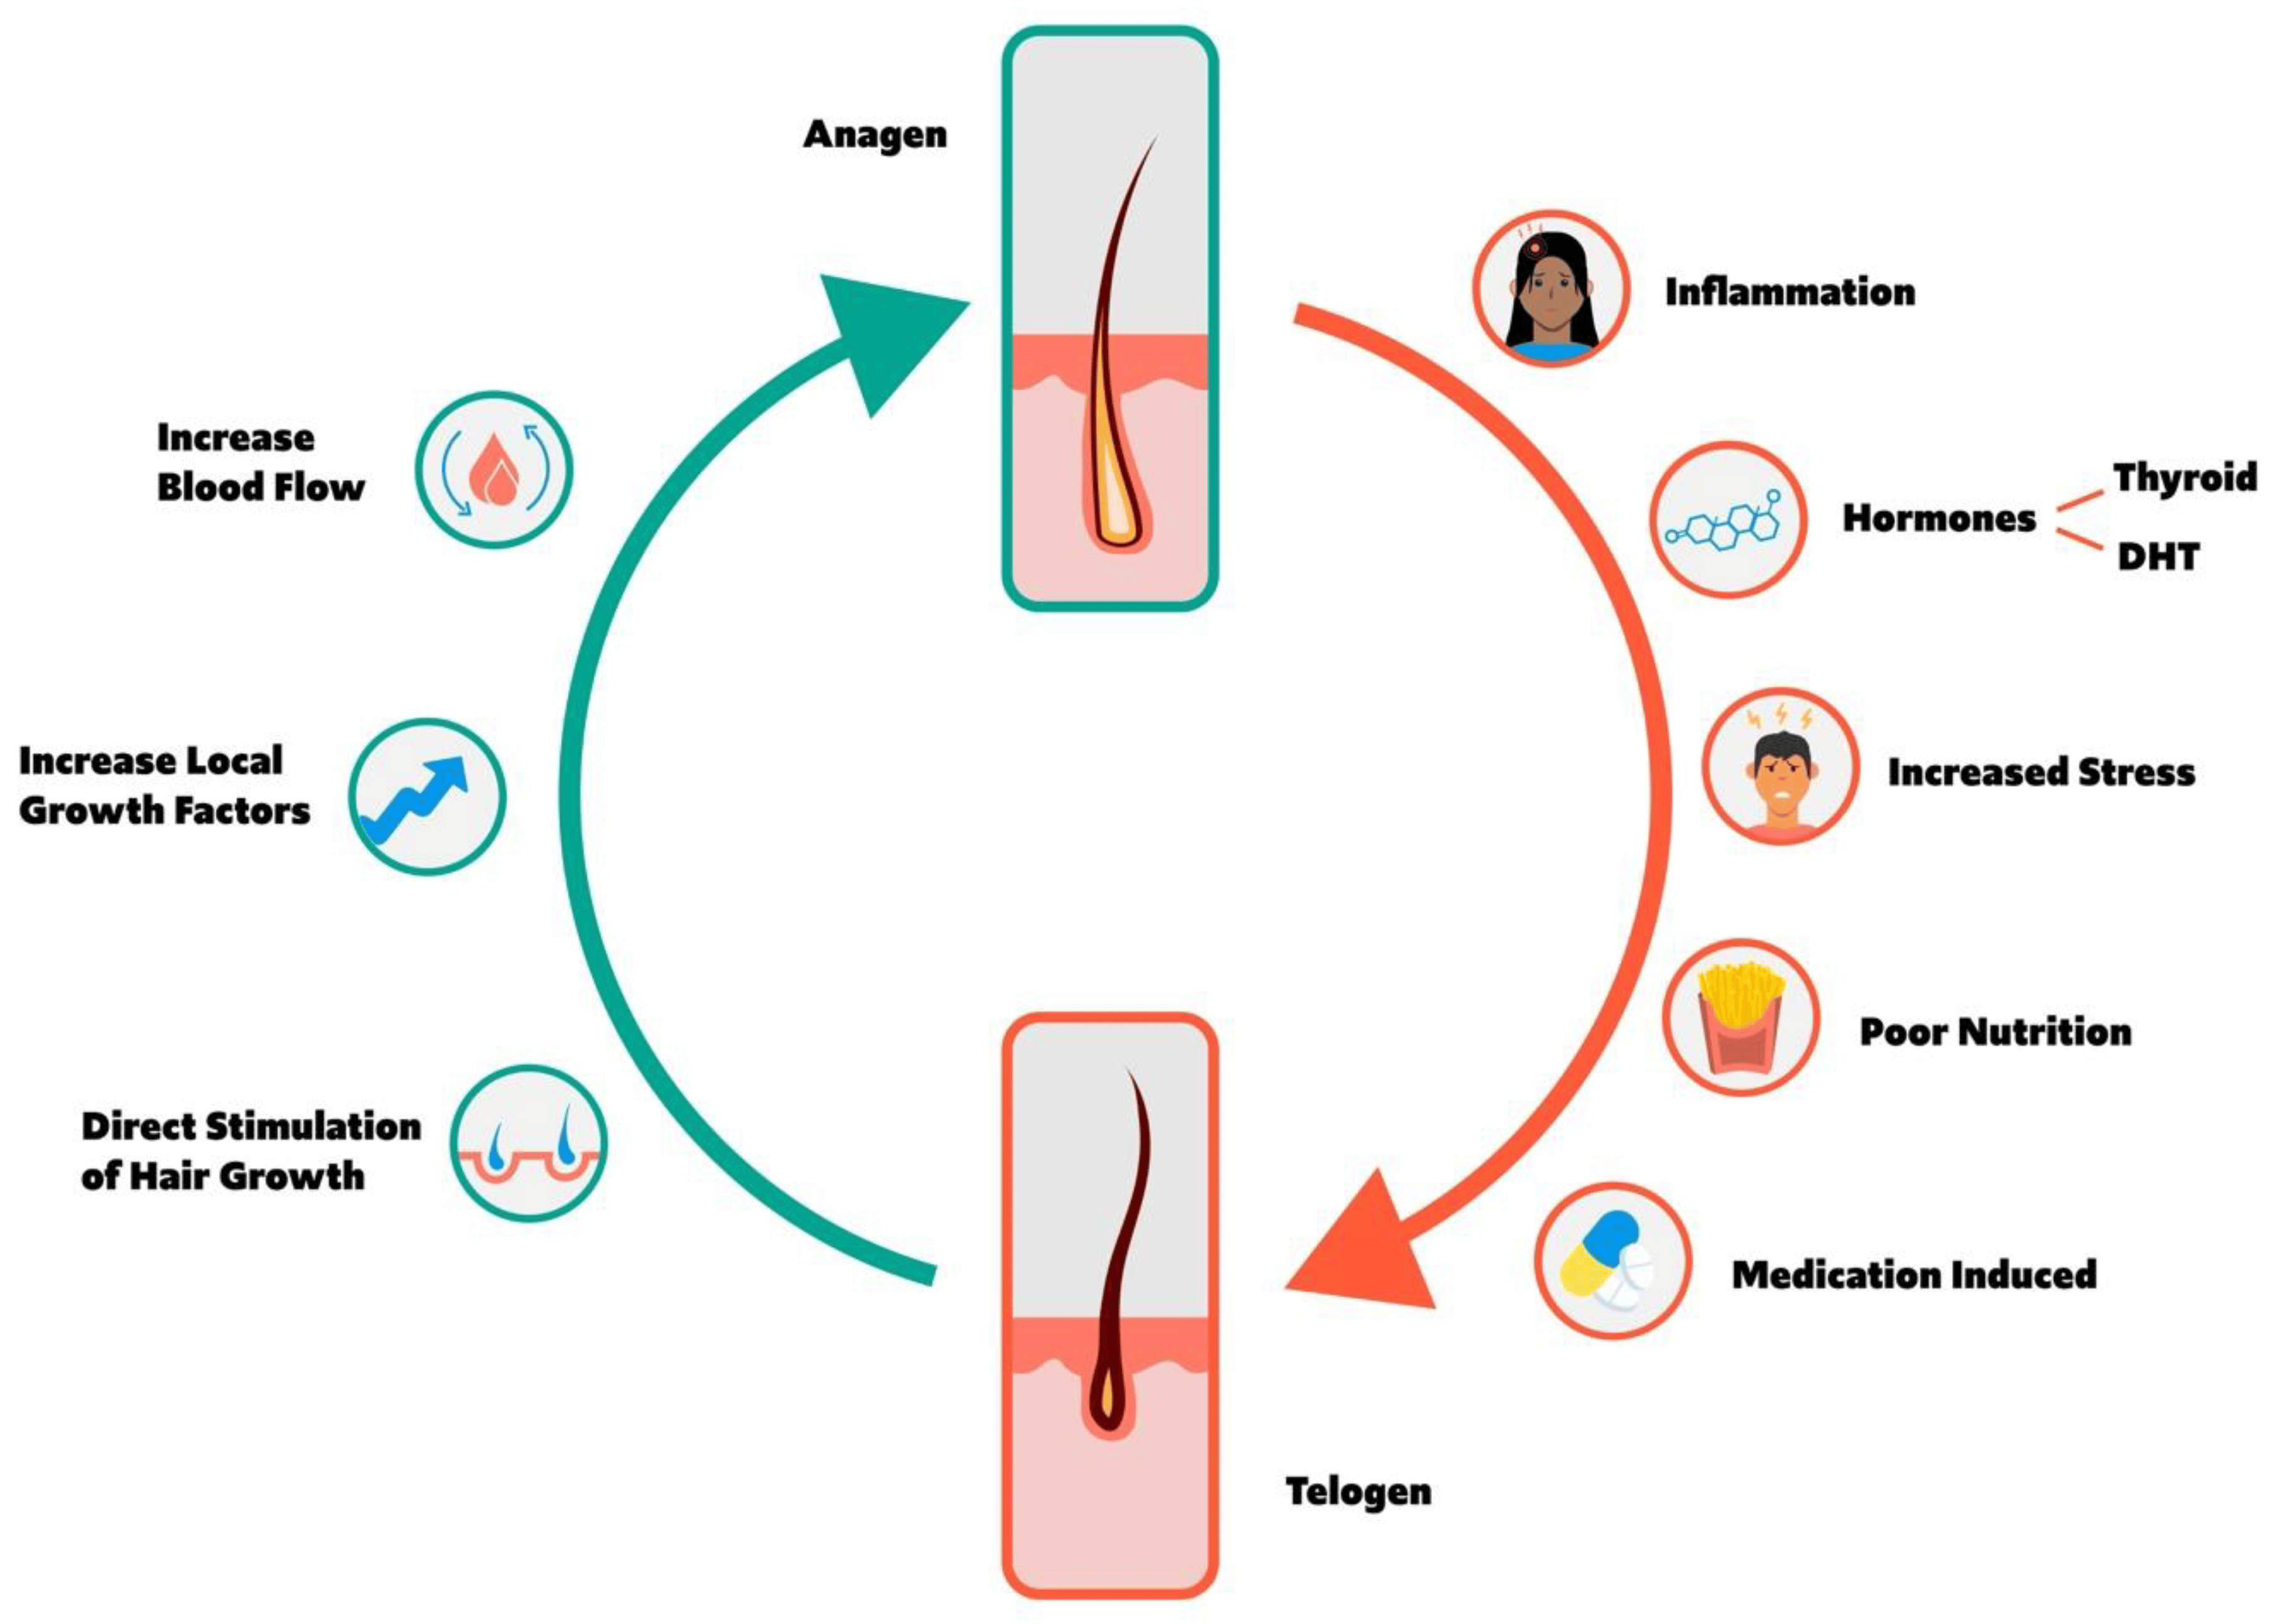 Anagen
Inflammation
Increase
Blood Flow
Hormones
Thyroid
DHT
Increase Local
Growth Factors
Increased Stress
Poor Nutrition
Direct Stimulation
of Hair Growth
Medication Induced
Telogen